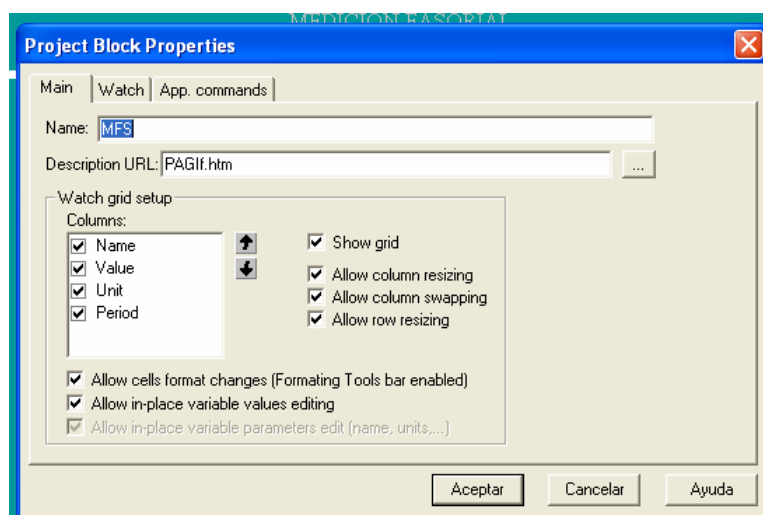 MEDICION FASORIAL
Project Block Properties
Main Watch App. commands
Name: MFS
Description URL: PAGIf.htm ...
Watch grid setup
Columns:
Name
Value
Unit
Period
Show grid
Allow column resizing
Allow column swapping
Allow row resizing
Allow cells format changes (Formating Tools bar enabled)
Allow in-place variable values editing
Allow in-place variable parameters edit (name, units,...)
Aceptar Cancelar Ayuda